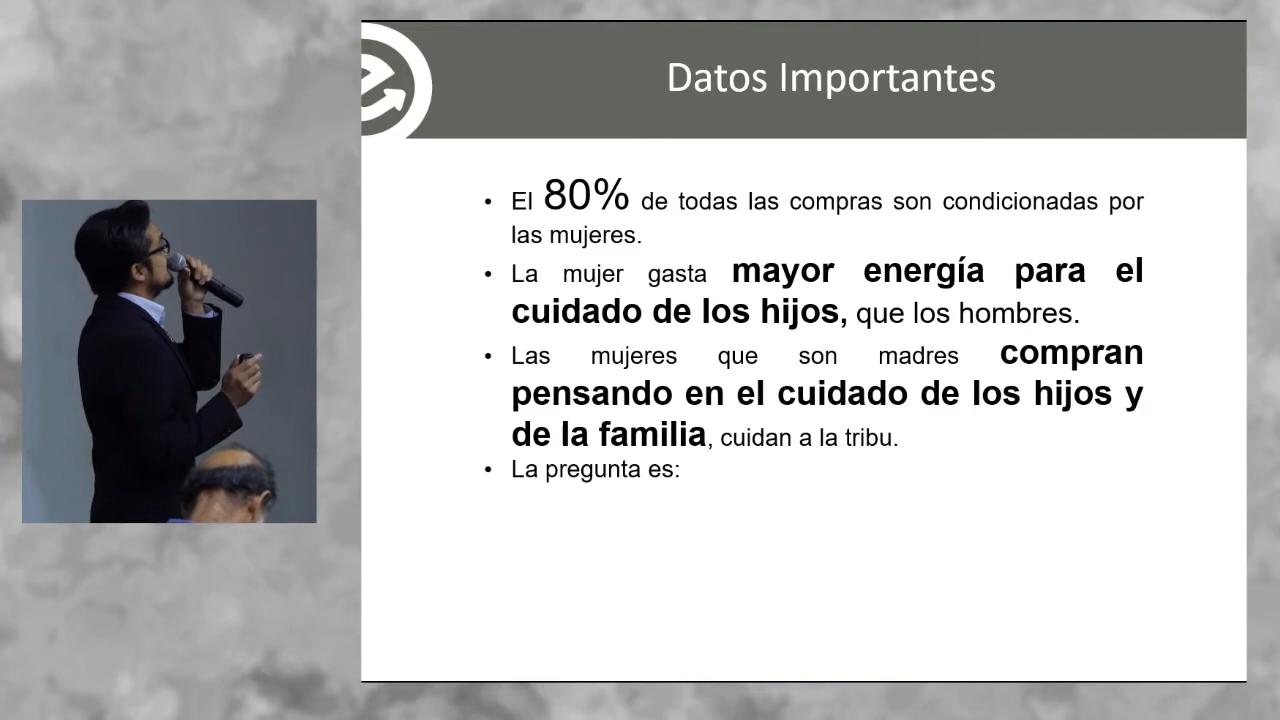 Datos Importantes
• El 80% de todas las compras son condicionadas por
las mujeres.
• La mujer gasta mayor energía para el
cuidado de los hijos, que los hombres.
• Las mujeres que son madres compran
pensando en el cuidado de los hijos y
de la familia, cuidan a la tribu.
• La pregunta es: